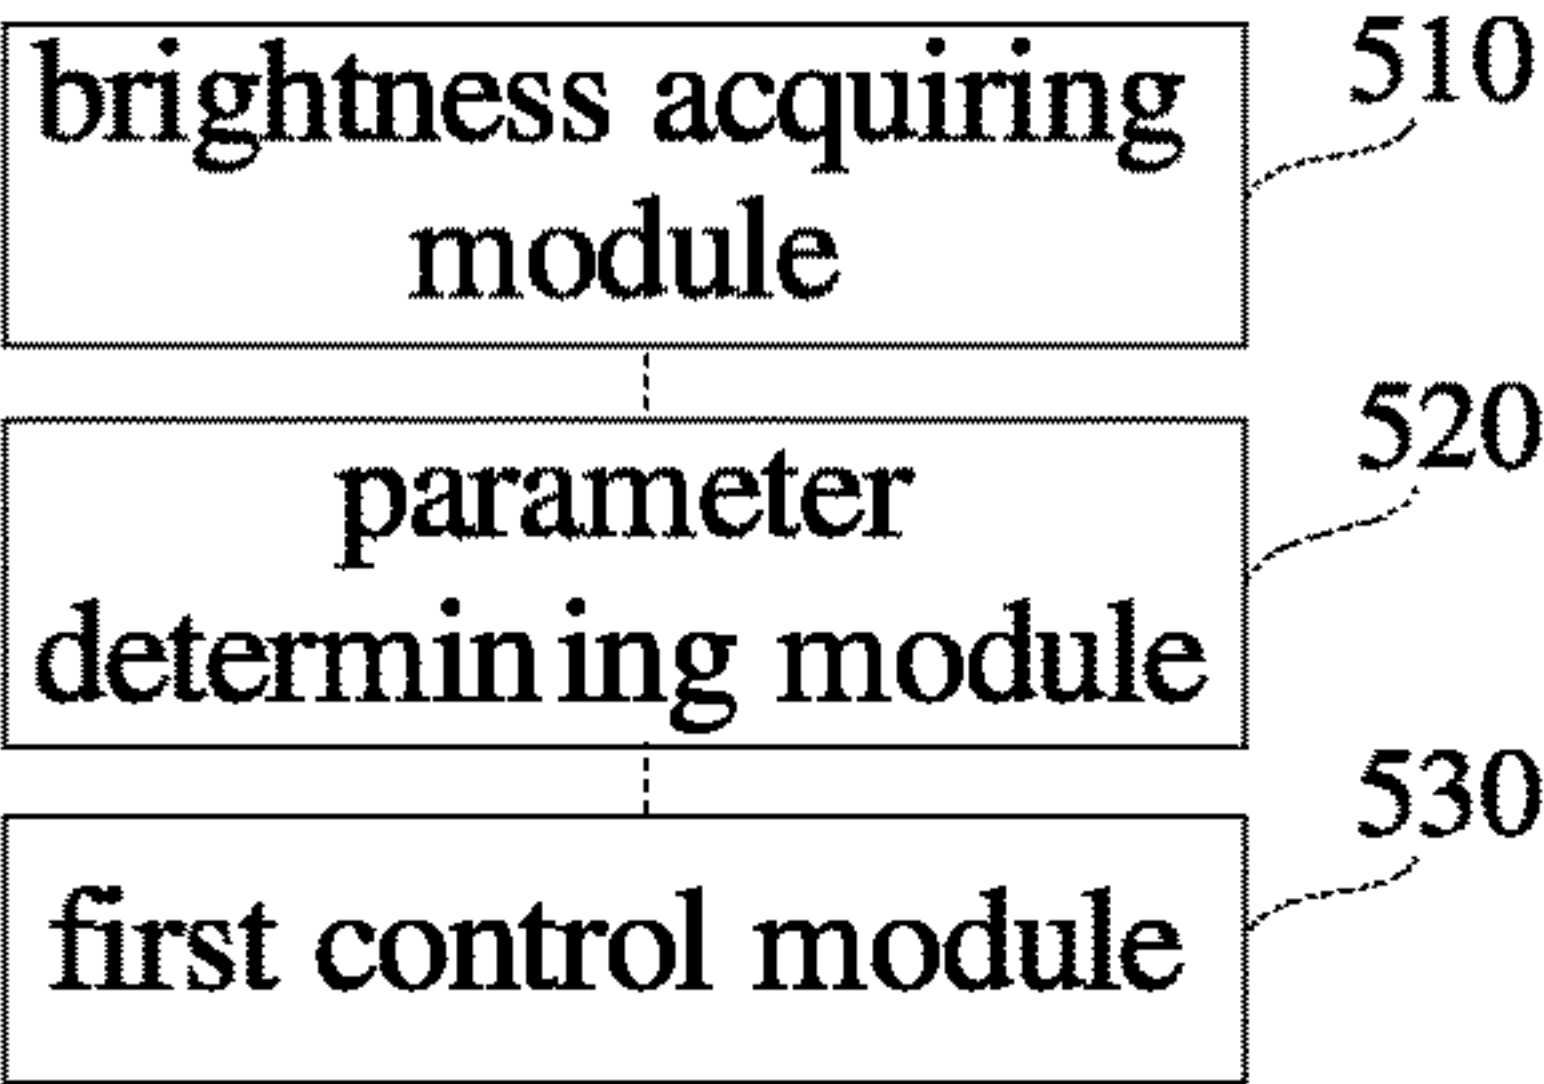 brightness acquiring
module
510
parameter
determining module
520
first control module
530